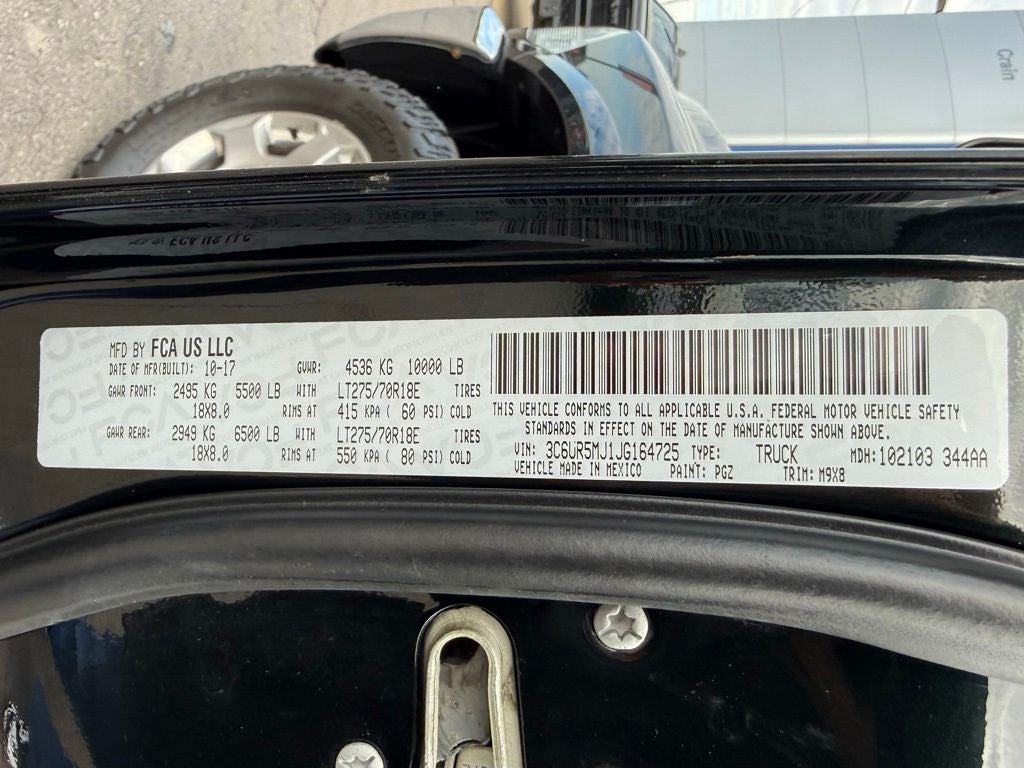 Crain
MFD BY FCA US LLC
DATE OF MFR(BUILT): 10-17 GVWR: 4536 KG 10000 LB
GAWR FRONT: 2495 KG 5500 LB WITH LT275/70R18E TIRES
18X8.0 RIMS AT 415 KPA ( 60 PSI) COLD
GAWR REAR: 2949 KG 6500 LB WITH LT275/70R18E TIRES
18X8.0 RIMS AT 550 KPA ( 80 PSI) COLD
THIS VEHICLE CONFORMS TO ALL APPLICABLE U.S.A. FEDERAL MOTOR VEHICLE SAFETY
STANDARDS IN EFFECT ON THE DATE OF MANUFACTURE SHOWN ABOVE.
VIN: 3C6UR5MJ1JG164725 TYPE: TRUCK MDH: 102103 344AA
VEHICLE MADE IN MEXICO PAINT: PGZ TRIM: M9X8